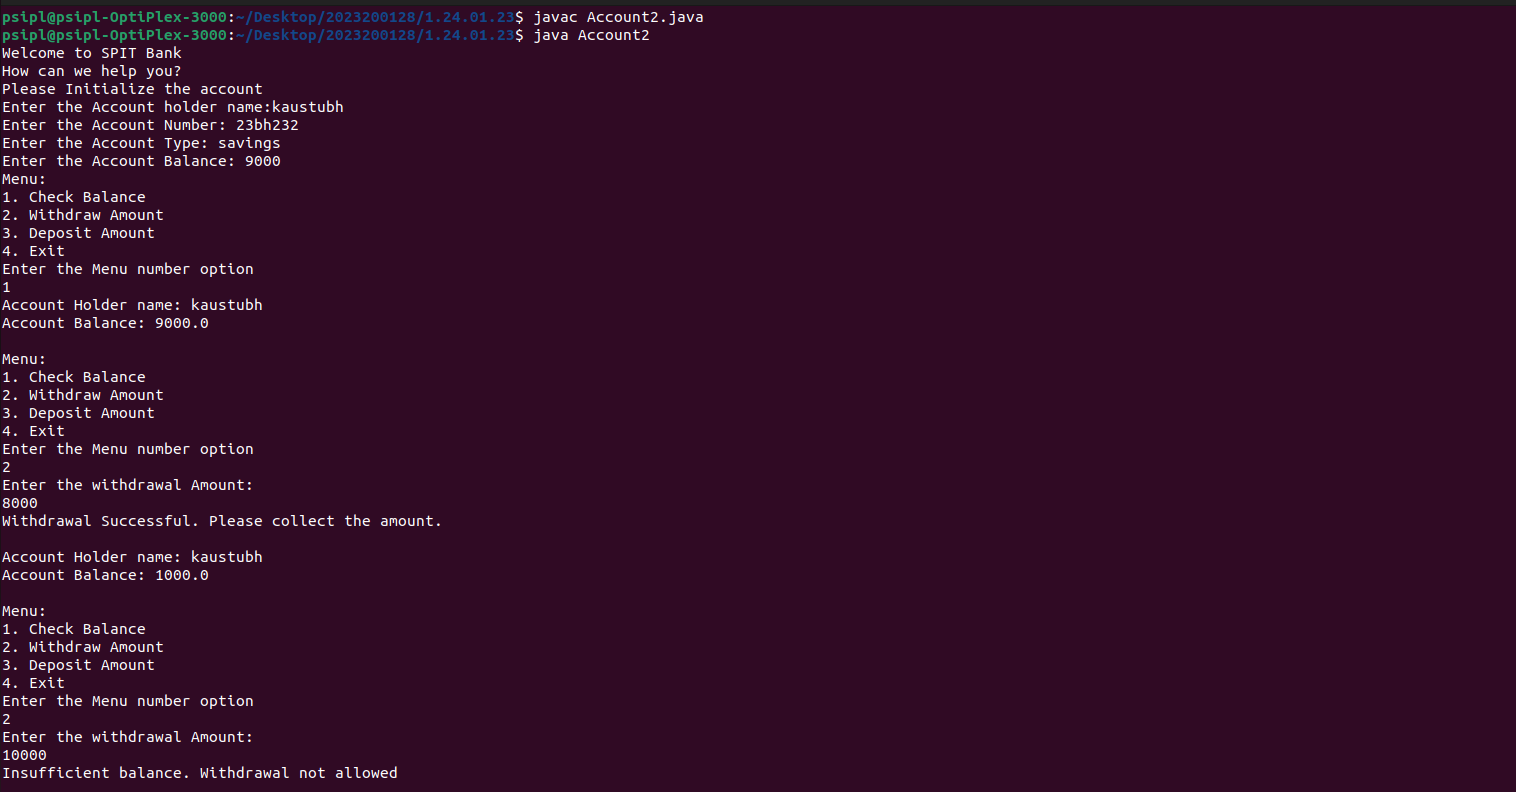 psipl@psipl-OptiPlex-3000:~/Desktop/2023200128/1.24.01.23$ javac Account2.java
psipl@psipl-OptiPlex-3000:~/Desktop/2023200128/1.24.01.23$ java Account2
Welcome to SPIT Bank
How can we help you?
Please Initialize the account
Enter the Account holder name:kaustubh
Enter the Account Number: 23bh232
Enter the Account Type: savings
Enter the Account Balance: 9000
Menu:
1. Check Balance
2. Withdraw Amount
3. Deposit Amount
4. Exit
Enter the Menu number option
1
Account Holder name: kaustubh
Account Balance: 9000.0
Menu:
1. Check Balance
2. Withdraw Amount
3. Deposit Amount
4. Exit
Enter the Menu number option
2
Enter the withdrawal Amount:
8000
Withdrawal Successful. Please collect the amount.
Account Holder name: kaustubh
Account Balance: 1000.0
Menu:
1. Check Balance
2. Withdraw Amount
3. Deposit Amount
4. Exit
Enter the Menu number option
2
Enter the withdrawal Amount:
10000
Insufficient balance. Withdrawal not allowed